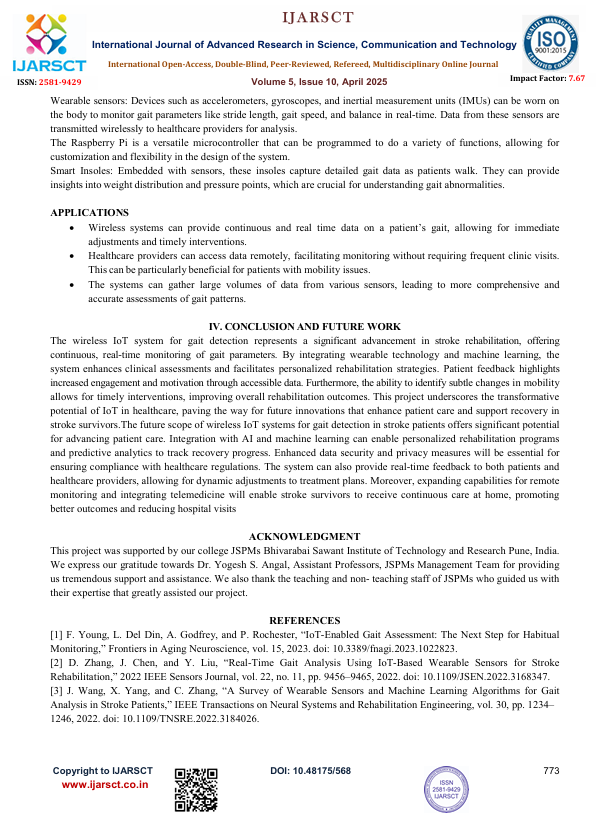 IJARSCT
International Journal of Advanced Research in Science, Communication and Technology
International Open-Access, Double-Blind, Peer-Reviewed, Refereed, Multidisciplinary Online Journal
IJARSCT
ISSN: 2581-9429
Volume 5, Issue 10, April 2025
QUALITY MANAGEMENT
ISO
9001:2015
CERTIFIED
Impact Factor: 7.67
Wearable sensors: Devices such as accelerometers, gyroscopes, and inertial measurement units (IMUs) can be worn on
the body to monitor gait parameters like stride length, gait speed, and balance in real-time. Data from these sensors are
transmitted wirelessly to healthcare providers for analysis.
The Raspberry Pi is a versatile microcontroller that can be programmed to do a variety of functions, allowing for
customization and flexibility in the design of the system.
Smart Insoles: Embedded with sensors, these insoles capture detailed gait data as patients walk. They can provide
insights into weight distribution and pressure points, which are crucial for understanding gait abnormalities.
APPLICATIONS
• Wireless systems can provide continuous and real time data on a patient's gait, allowing for immediate
adjustments and timely interventions.
• Healthcare providers can access data remotely, facilitating monitoring without requiring frequent clinic visits.
This can be particularly beneficial for patients with mobility issues.
• The systems can gather large volumes of data from various sensors, leading to more comprehensive and
accurate assessments of gait patterns.
IV. CONCLUSION AND FUTURE WORK
The wireless IoT system for gait detection represents a significant advancement in stroke rehabilitation, offering
continuous, real-time monitoring of gait parameters. By integrating wearable technology and machine learning, the
system enhances clinical assessments and facilitates personalized rehabilitation strategies. Patient feedback highlights
increased engagement and motivation through accessible data. Furthermore, the ability to identify subtle changes in mobility
allows for timely interventions, improving overall rehabilitation outcomes. This project underscores the transformative
potential of IoT in healthcare, paving the way for future innovations that enhance patient care and support recovery in
stroke survivors.The future scope of wireless IoT systems for gait detection in stroke patients offers significant potential
for advancing patient care. Integration with AI and machine learning can enable personalized rehabilitation programs
and predictive analytics to track recovery progress. Enhanced data security and privacy measures will be essential for
ensuring compliance with healthcare regulations. The system can also provide real-time feedback to both patients and
healthcare providers, allowing for dynamic adjustments to treatment plans. Moreover, expanding capabilities for remote
monitoring and integrating telemedicine will enable stroke survivors to receive continuous care at home, promoting
better outcomes and reducing hospital visits
ACKNOWLEDGMENT
This project was supported by our college JSPMs Bhivarabai Sawant Institute of Technology and Research Pune, India.
We express our gratitude towards Dr. Yogesh S. Angal, Assistant Professors, JSPMs Management Team for providing
us tremendous support and assistance. We also thank the teaching and non- teaching staff of JSPMs who guided us with
their expertise that greatly assisted our project.
REFERENCES
[1] F. Young, L. Del Din, A. Godfrey, and P. Rochester, “IoT-Enabled Gait Assessment: The Next Step for Habitual
Monitoring,” Frontiers in Aging Neuroscience, vol. 15, 2023. doi: 10.3389/fnagi.2023.1022823.
[2] D. Zhang, J. Chen, and Y. Liu, “Real-Time Gait Analysis Using IoT-Based Wearable Sensors for Stroke
Rehabilitation,” 2022 IEEE Sensors Journal, vol. 22, no. 11, pp. 9456–9465, 2022. doi: 10.1109/JSEN.2022.3168347.
[3] J. Wang, X. Yang, and C. Zhang, “A Survey of Wearable Sensors and Machine Learning Algorithms for Gait
Analysis in Stroke Patients,” IEEE Transactions on Neural Systems and Rehabilitation Engineering, vol. 30, pp. 1234–
1246, 2022. doi: 10.1109/TNSRE.2022.3184026.
Copyright to IJARSCT
DOI: 10.48175/568
773
www.ijarsct.co.in
ISSN
2581-9429
IJARSCT